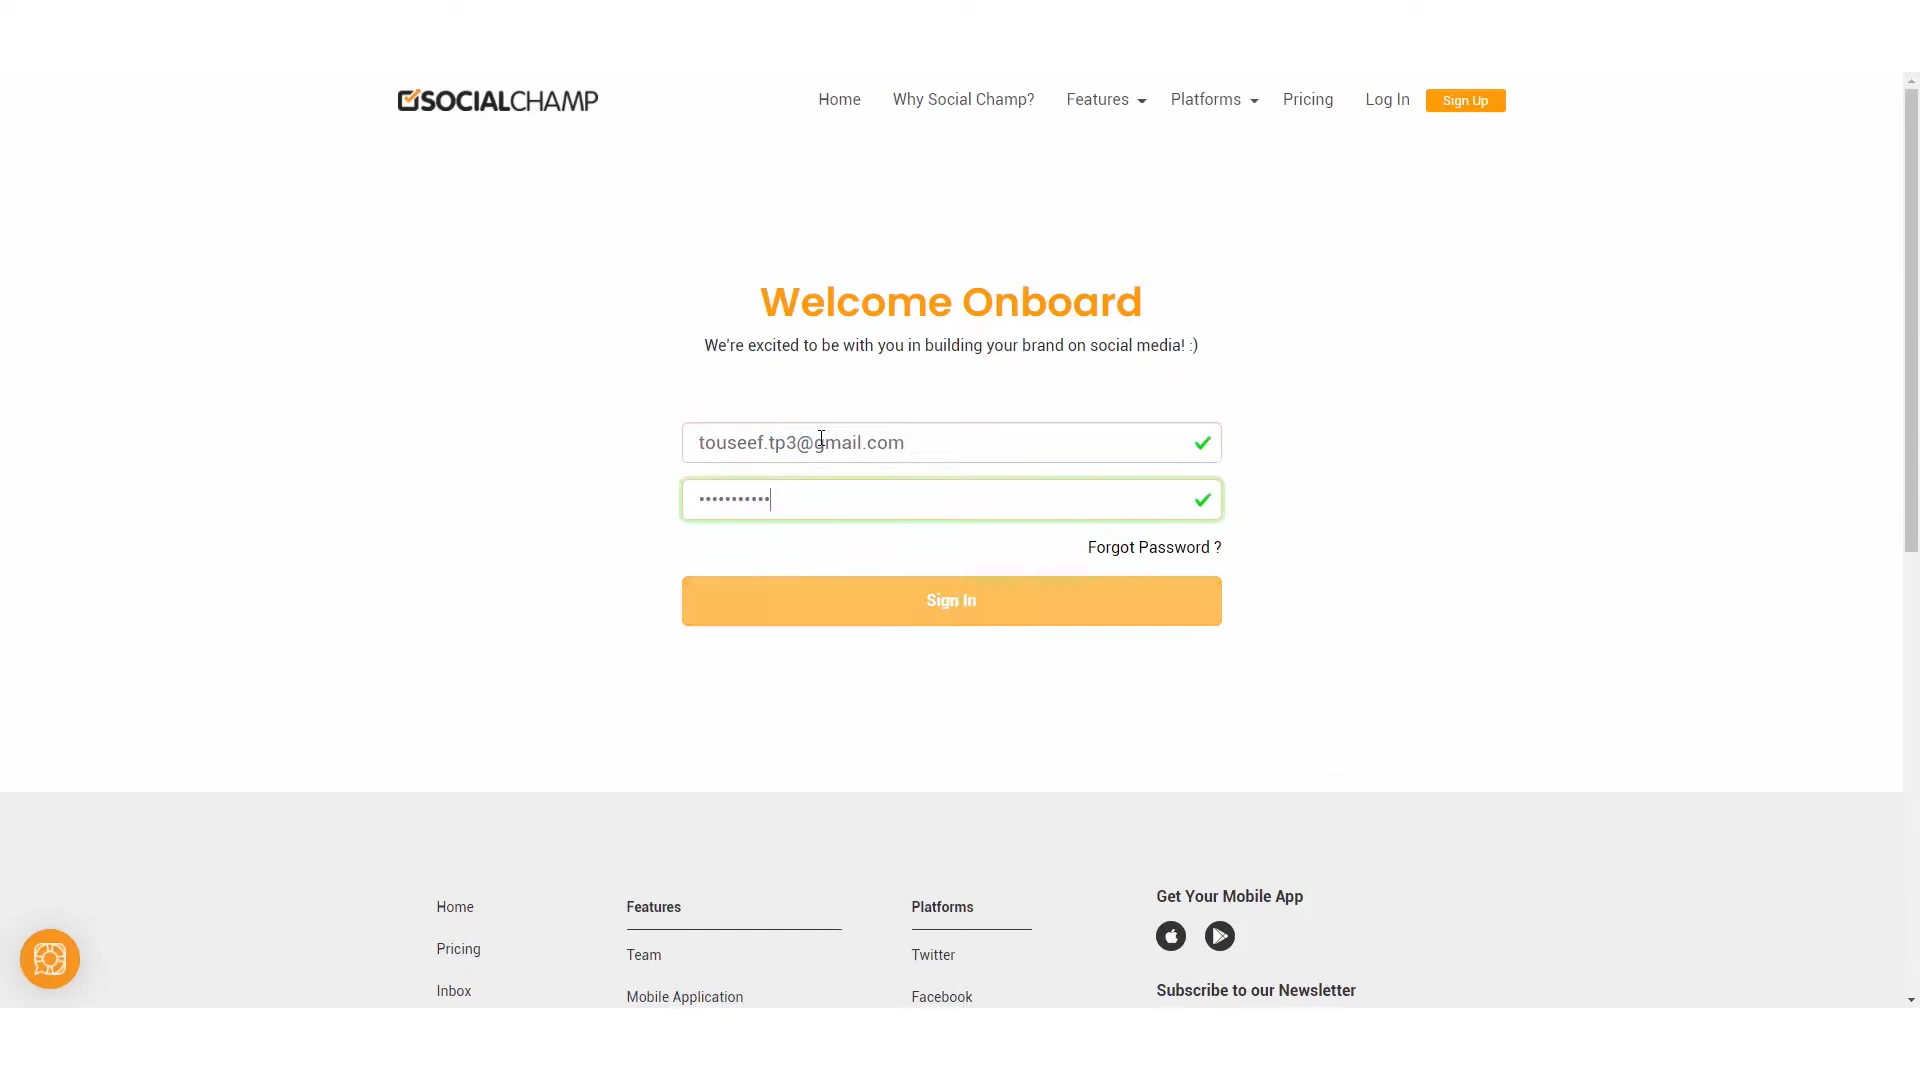 SOCIALCHAMP
Home Why Social Champ? Features Platforms Pricing Log In Sign Up
Welcome Onboard
We're excited to be with you in building your brand on social media! :)
touseef.tp3@gmail.com
•••••••••••
Forgot Password ?
Sign In
Home
Pricing
Inbox
Features
Team
Mobile Application
Platforms
Twitter
Facebook
Get Your Mobile App
Subscribe to our Newsletter